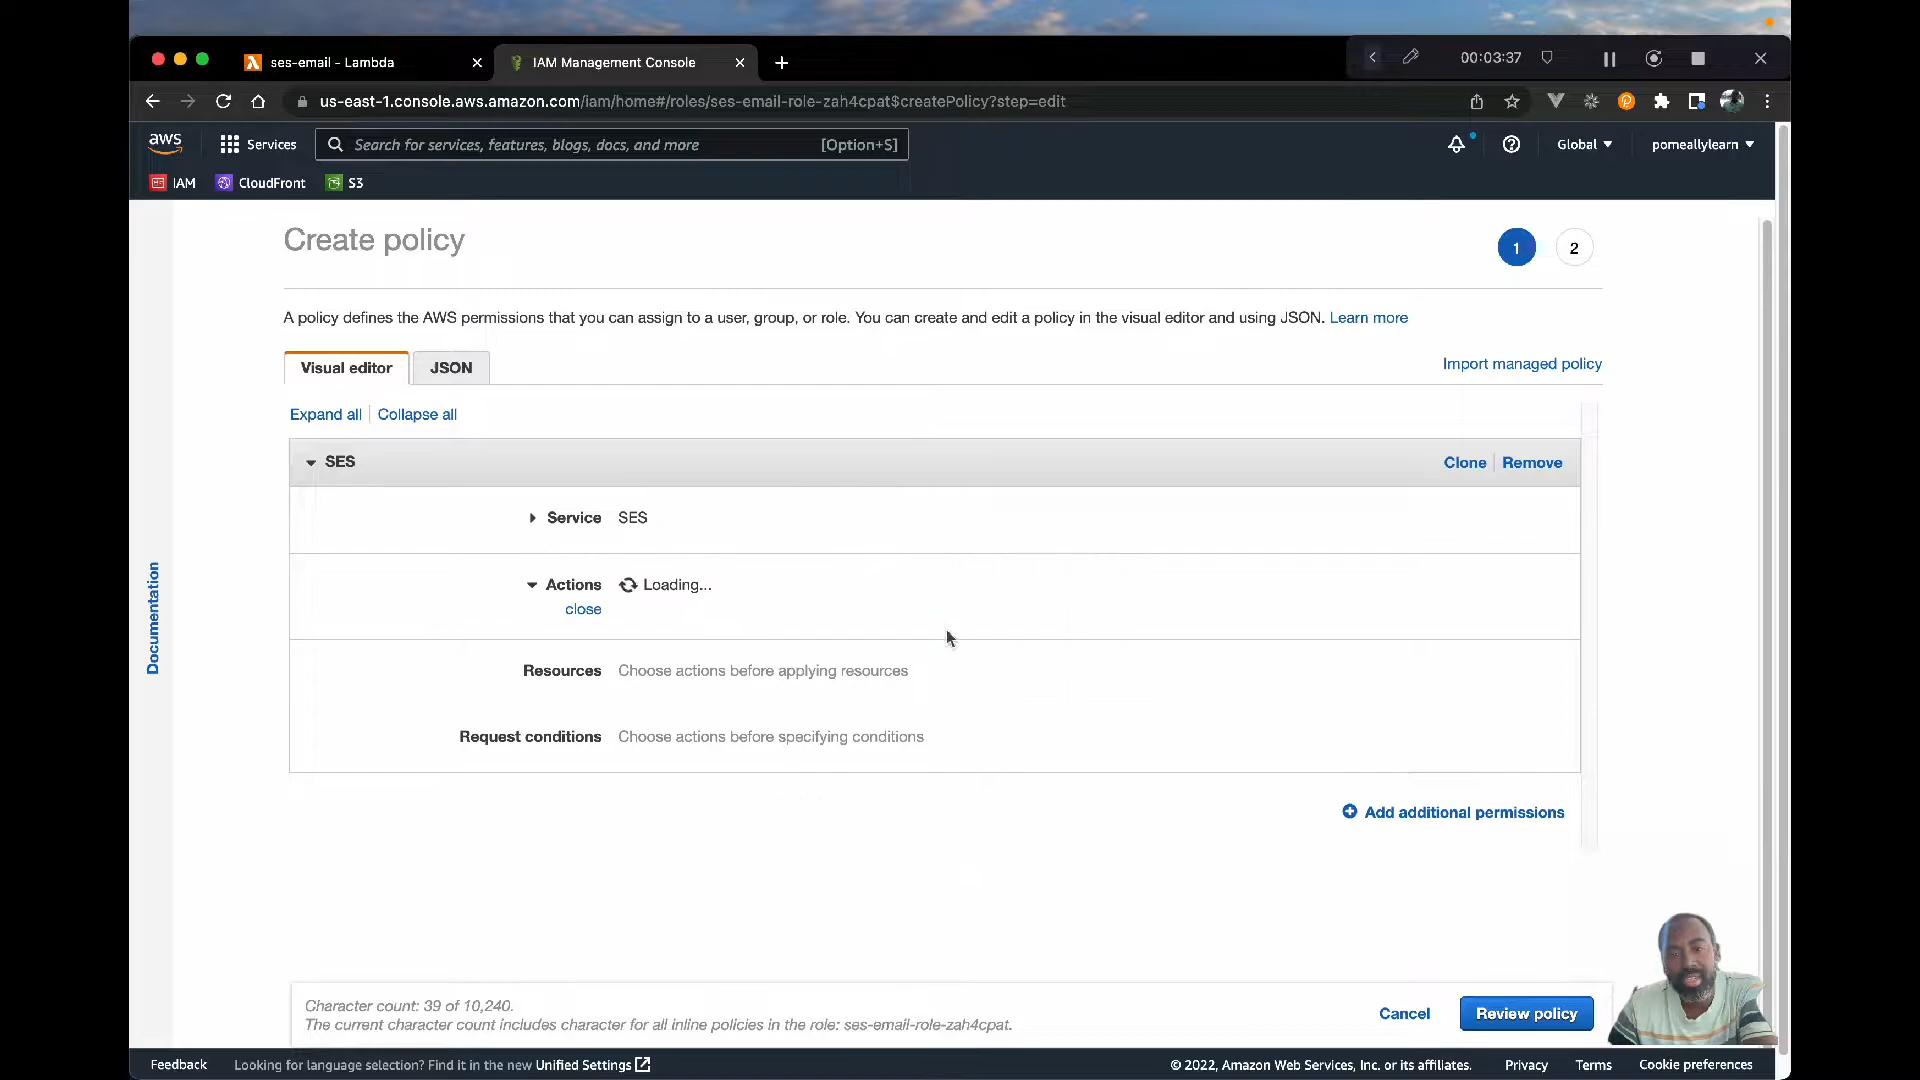 ses-email - Lambda
IAM Management Console
00:03:37
us-east-1.console.aws.amazon.com/iam/home#/roles/ses-email-role-zah4cpat$createPolicy?step=edit
aws
Services
Search for services, features, blogs, docs, and more
[Option+S]
Global
pomeallylearn
IAM
CloudFront
S3
Create policy
1
2
A policy defines the AWS permissions that you can assign to a user, group, or role. You can create and edit a policy in the visual editor and using JSON. Learn more
Visual editor
JSON
Import managed policy
Expand all
Collapse all
SES
Clone
Remove
Service
SES
Actions
Loading...
close
Resources
Choose actions before applying resources
Request conditions
Choose actions before specifying conditions
Add additional permissions
Documentation
Character count: 39 of 10,240.
The current character count includes character for all inline policies in the role: ses-email-role-zah4cpat.
Cancel
Review policy
Feedback
Looking for language selection? Find it in the new Unified Settings
© 2022, Amazon Web Services, Inc. or its affiliates.
Privacy
Terms
Cookie preferences